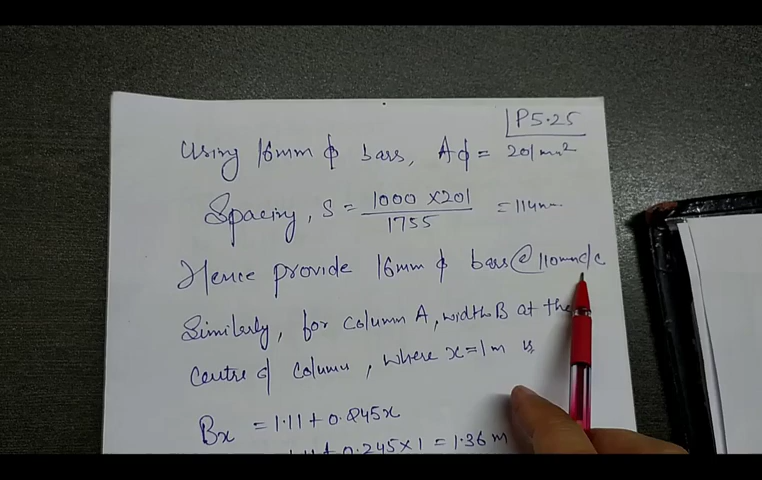 P5.25
Using 16mm ϕ bars, Aϕ = 201mm²
Spacing, S = 1000 × 201 / 1755 = 114mm
Hence provide 16mm ϕ bars @ 110mm c/c
Similarly, for column A, width B at the
centre of column, where x=1m is
Bx = 1.11 + 0.245x
+ 0.245×1 = 1.36 m